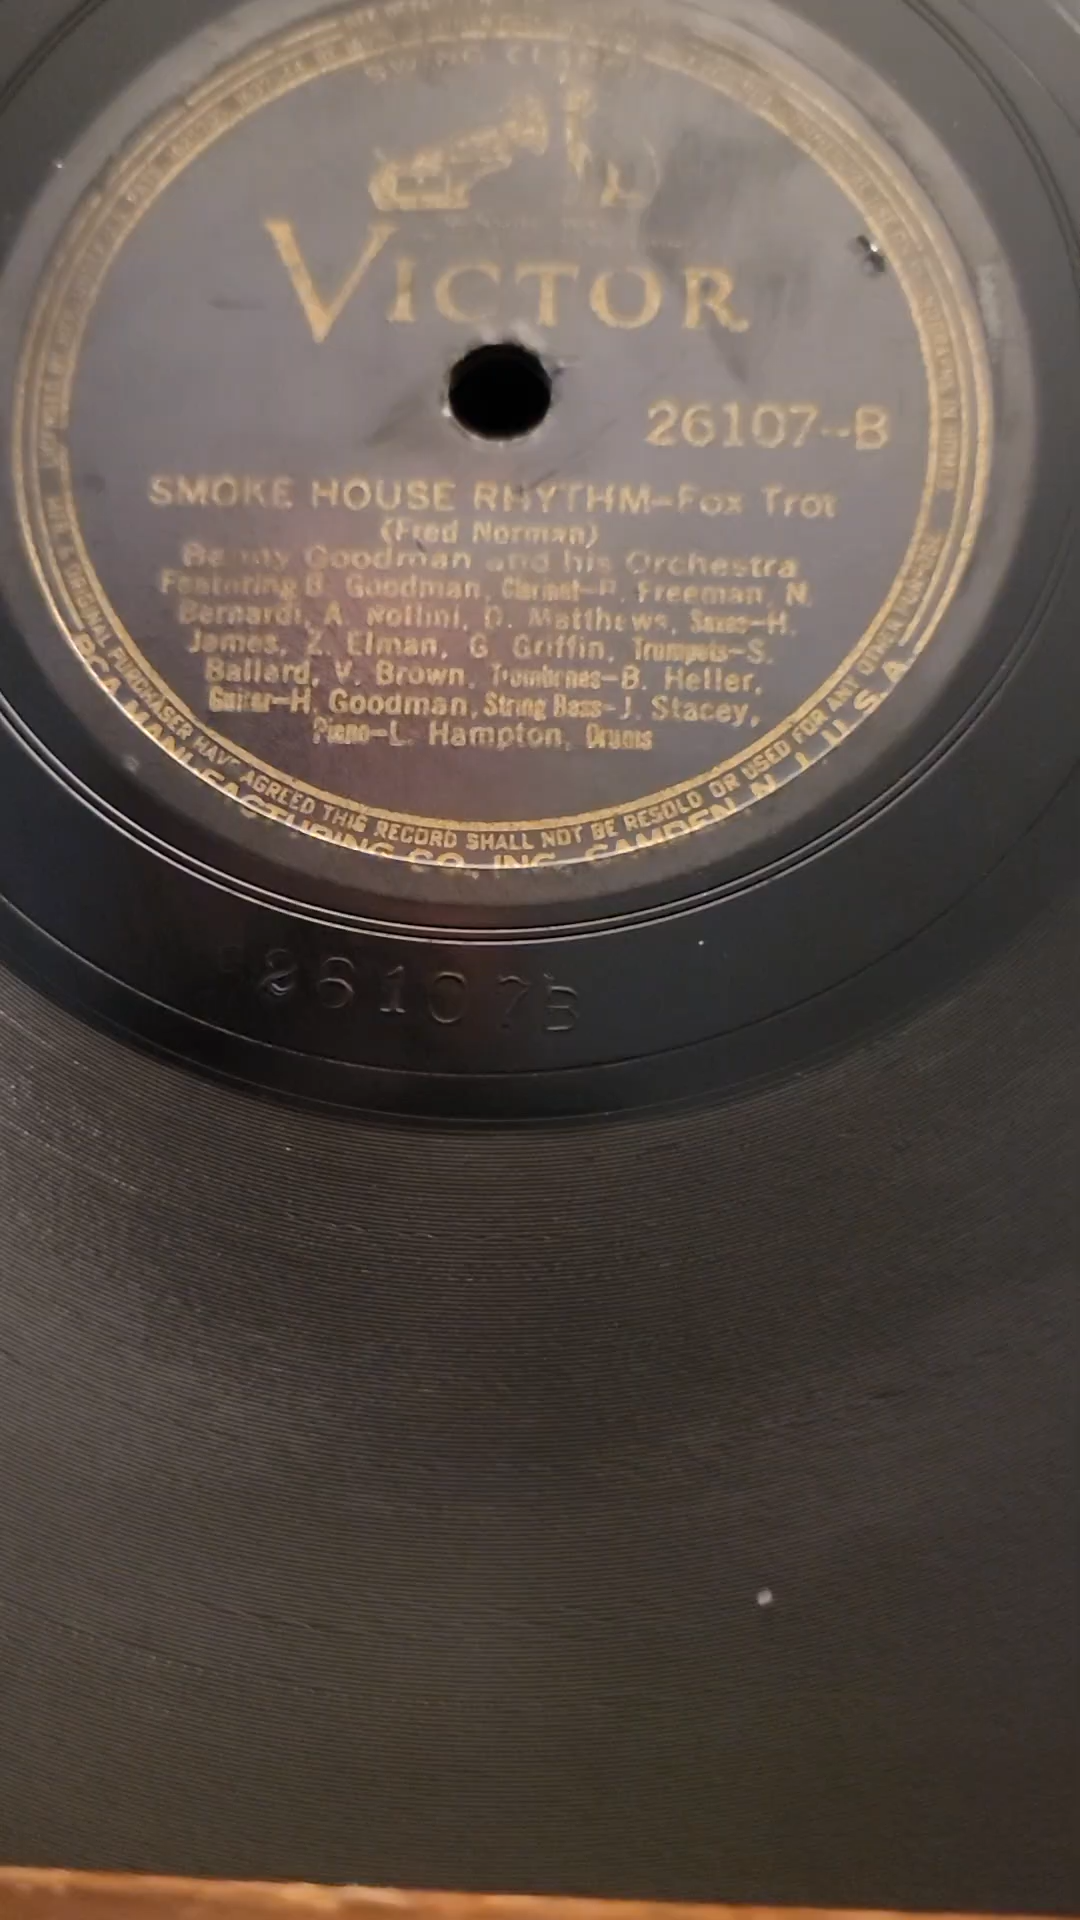 SWING CLASSIC
VICTOR
26107-B
SMOKE HOUSE RHYTHM-Fox Trot
(Fred Norman)
Benny Goodman and his Orchestra
Featuring B. Goodman, Clarinet-B. Freeman, N.
Bernardi, A. Rollini, D. Matthews, Saxes-H.
James, Z. Elman, G. Griffin, Trumpets-S.
Ballard, V. Brown, Trombones-B. Heller,
Guitar-H. Goodman, String Bass-J. Stacey,
Piano-L. Hampton, Drums
& ORIGINAL PURCHASER HAVE AGREED THIS RECORD SHALL NOT BE RESOLD OR USED FOR ANY OTHER PURPOSE
RCA MANUFACTURING CO., INC., CAMDEN, N. J., U. S. A.
26107B